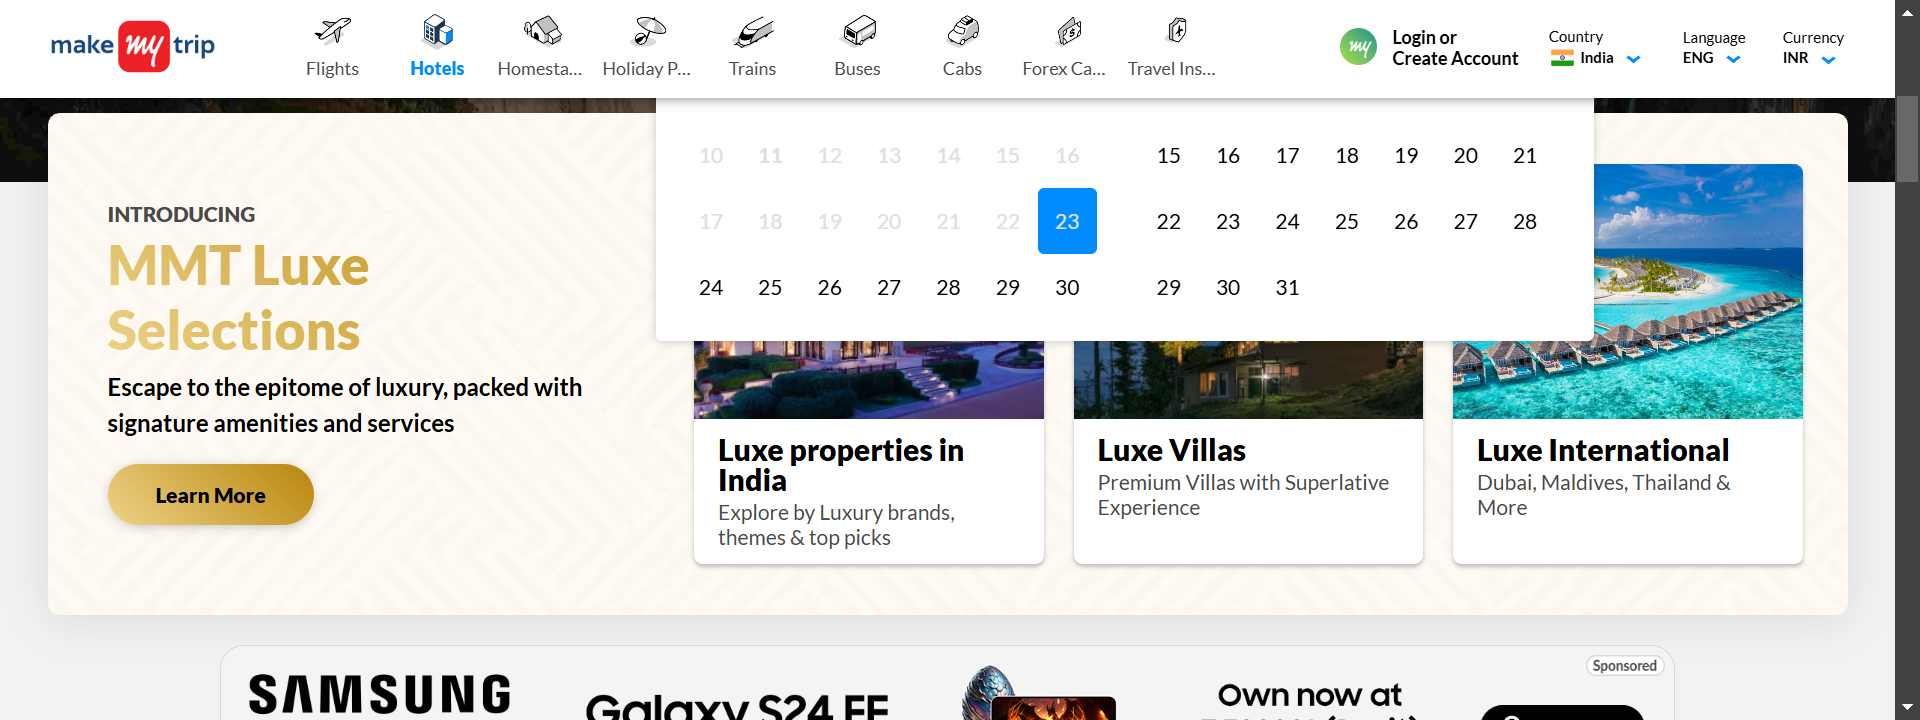 make my trip
Flights
Hotels
Homesta...
Holiday P...
Trains
Buses
Cabs
Forex Ca...
Travel Ins...
my
Login or
Create Account
Country
India
Language
ENG
Currency
INR
10 11 12 13 14 15 16
17 18 19 20 21 22 23
24 25 26 27 28 29 30
15 16 17 18 19 20 21
22 23 24 25 26 27 28
29 30 31
INTRODUCING
MMT Luxe
Selections
Escape to the epitome of luxury, packed with
signature amenities and services
Learn More
Luxe properties in
India
Explore by Luxury brands,
themes & top picks
Luxe Villas
Premium Villas with Superlative
Experience
Luxe International
Dubai, Maldives, Thailand &
More
Sponsored
SAMSUNG
Galaxy S24 FE
Own now at